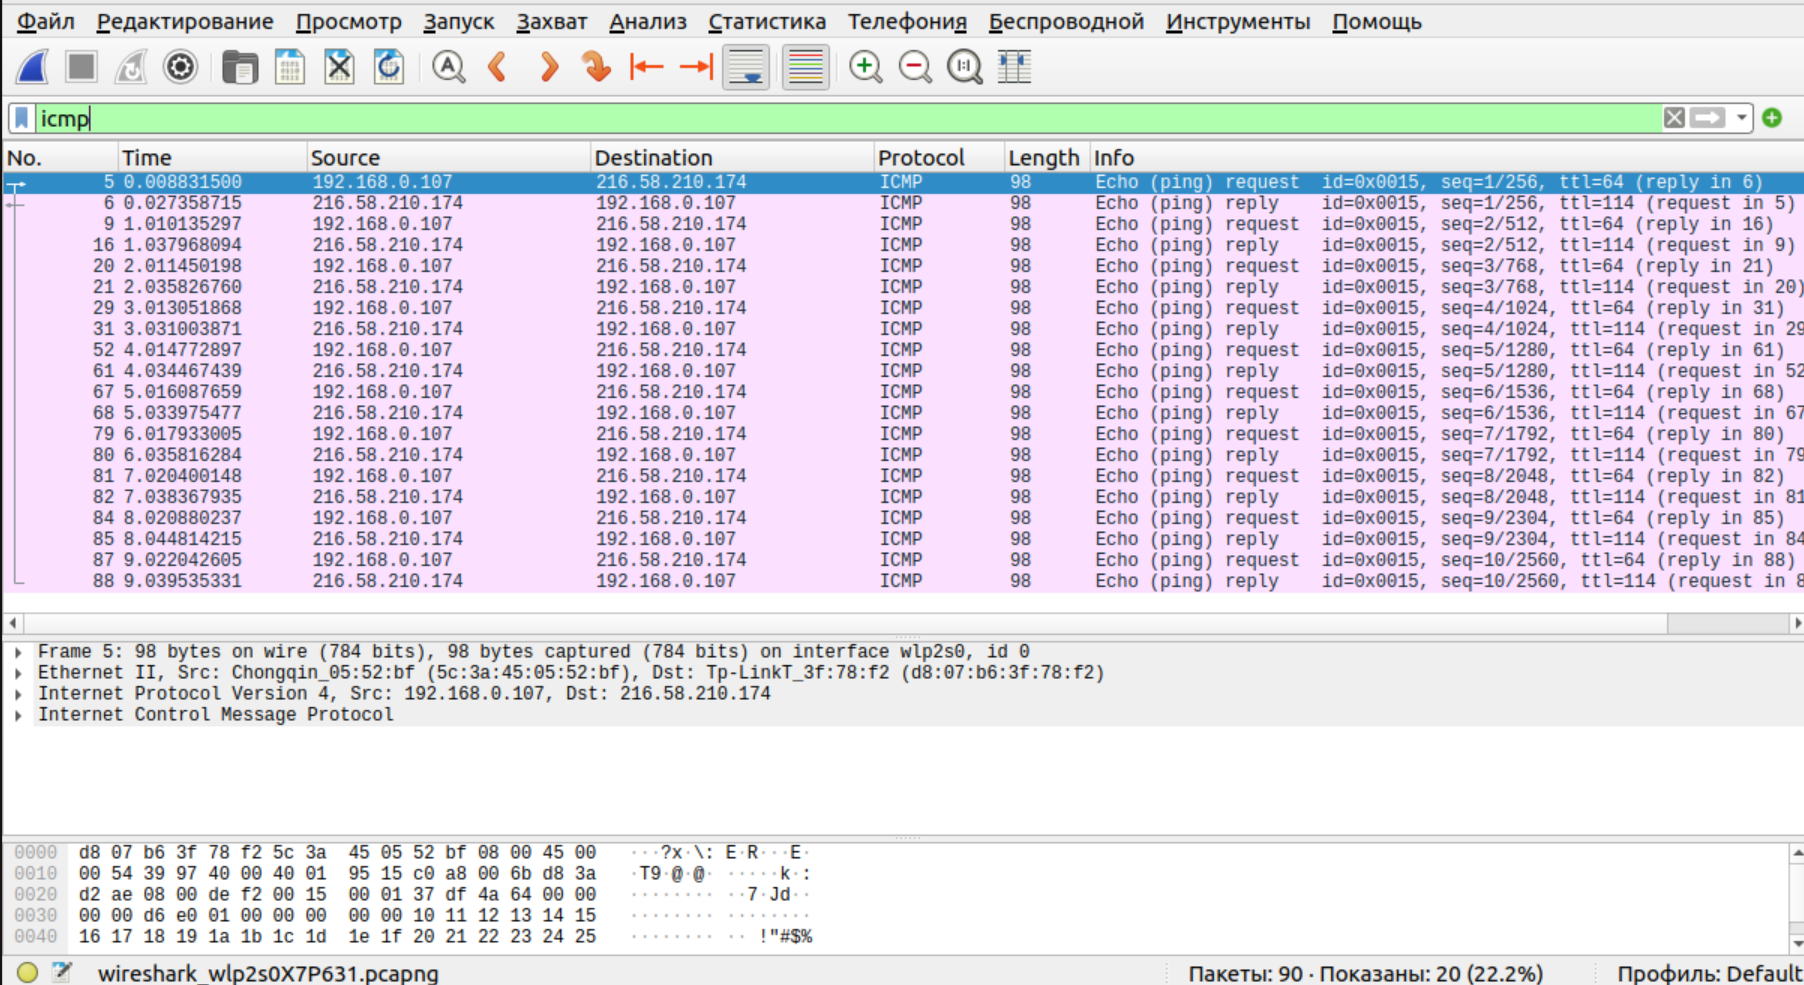 Файл Редактирование Просмотр Запуск Захват Анализ Статистика Телефония Беспроводной Инструменты Помощь
icmp
No. Time Source Destination Protocol Length Info
5 0.008831500 192.168.0.107 216.58.210.174 ICMP 98 Echo (ping) request id=0x0015, seq=1/256, ttl=64 (reply in 6)
6 0.027358715 216.58.210.174 192.168.0.107 ICMP 98 Echo (ping) reply id=0x0015, seq=1/256, ttl=114 (request in 5)
9 1.010135297 192.168.0.107 216.58.210.174 ICMP 98 Echo (ping) request id=0x0015, seq=2/512, ttl=64 (reply in 16)
16 1.037968094 216.58.210.174 192.168.0.107 ICMP 98 Echo (ping) reply id=0x0015, seq=2/512, ttl=114 (request in 9)
20 2.011450198 192.168.0.107 216.58.210.174 ICMP 98 Echo (ping) request id=0x0015, seq=3/768, ttl=64 (reply in 21)
21 2.035826760 216.58.210.174 192.168.0.107 ICMP 98 Echo (ping) reply id=0x0015, seq=3/768, ttl=114 (request in 20)
29 3.013051868 192.168.0.107 216.58.210.174 ICMP 98 Echo (ping) request id=0x0015, seq=4/1024, ttl=64 (reply in 31)
31 3.031003871 216.58.210.174 192.168.0.107 ICMP 98 Echo (ping) reply id=0x0015, seq=4/1024, ttl=114 (request in 29
52 4.014772897 192.168.0.107 216.58.210.174 ICMP 98 Echo (ping) request id=0x0015, seq=5/1280, ttl=64 (reply in 61)
61 4.034467439 216.58.210.174 192.168.0.107 ICMP 98 Echo (ping) reply id=0x0015, seq=5/1280, ttl=114 (request in 52
67 5.016087659 192.168.0.107 216.58.210.174 ICMP 98 Echo (ping) request id=0x0015, seq=6/1536, ttl=64 (reply in 68)
68 5.033975477 216.58.210.174 192.168.0.107 ICMP 98 Echo (ping) reply id=0x0015, seq=6/1536, ttl=114 (request in 67
79 6.017933005 192.168.0.107 216.58.210.174 ICMP 98 Echo (ping) request id=0x0015, seq=7/1792, ttl=64 (reply in 80)
80 6.035816284 216.58.210.174 192.168.0.107 ICMP 98 Echo (ping) reply id=0x0015, seq=7/1792, ttl=114 (request in 79
81 7.020400148 192.168.0.107 216.58.210.174 ICMP 98 Echo (ping) request id=0x0015, seq=8/2048, ttl=64 (reply in 82)
82 7.038367935 216.58.210.174 192.168.0.107 ICMP 98 Echo (ping) reply id=0x0015, seq=8/2048, ttl=114 (request in 81
84 8.020880237 192.168.0.107 216.58.210.174 ICMP 98 Echo (ping) request id=0x0015, seq=9/2304, ttl=64 (reply in 85)
85 8.044814215 216.58.210.174 192.168.0.107 ICMP 98 Echo (ping) reply id=0x0015, seq=9/2304, ttl=114 (request in 84
87 9.022042605 192.168.0.107 216.58.210.174 ICMP 98 Echo (ping) request id=0x0015, seq=10/2560, ttl=64 (reply in 88)
88 9.039535331 216.58.210.174 192.168.0.107 ICMP 98 Echo (ping) reply id=0x0015, seq=10/2560, ttl=114 (request in 8
Frame 5: 98 bytes on wire (784 bits), 98 bytes captured (784 bits) on interface wlp2s0, id 0
Ethernet II, Src: Chongqin_05:52:bf (5c:3a:45:05:52:bf), Dst: Tp-LinkT_3f:78:f2 (d8:07:b6:3f:78:f2)
Internet Protocol Version 4, Src: 192.168.0.107, Dst: 216.58.210.174
Internet Control Message Protocol
0000 d8 07 b6 3f 78 f2 5c 3a 45 05 52 bf 08 00 45 00 ···?x·\: E·R···E·
0010 00 54 39 97 40 00 40 01 95 15 c0 a8 00 6b d8 3a ·T9·@·@· ·····k·:
0020 d2 ae 08 00 de f2 00 15 00 01 37 df 4a 64 00 00 ········ ··7·Jd··
0030 00 00 d6 e0 01 00 00 00 00 00 10 11 12 13 14 15 ········ ········
0040 16 17 18 19 1a 1b 1c 1d 1e 1f 20 21 22 23 24 25 ········ ·· !"#$%
wireshark_wlp2s0X7P631.pcapng Пакеты: 90 · Показаны: 20 (22.2%) Профиль: Default